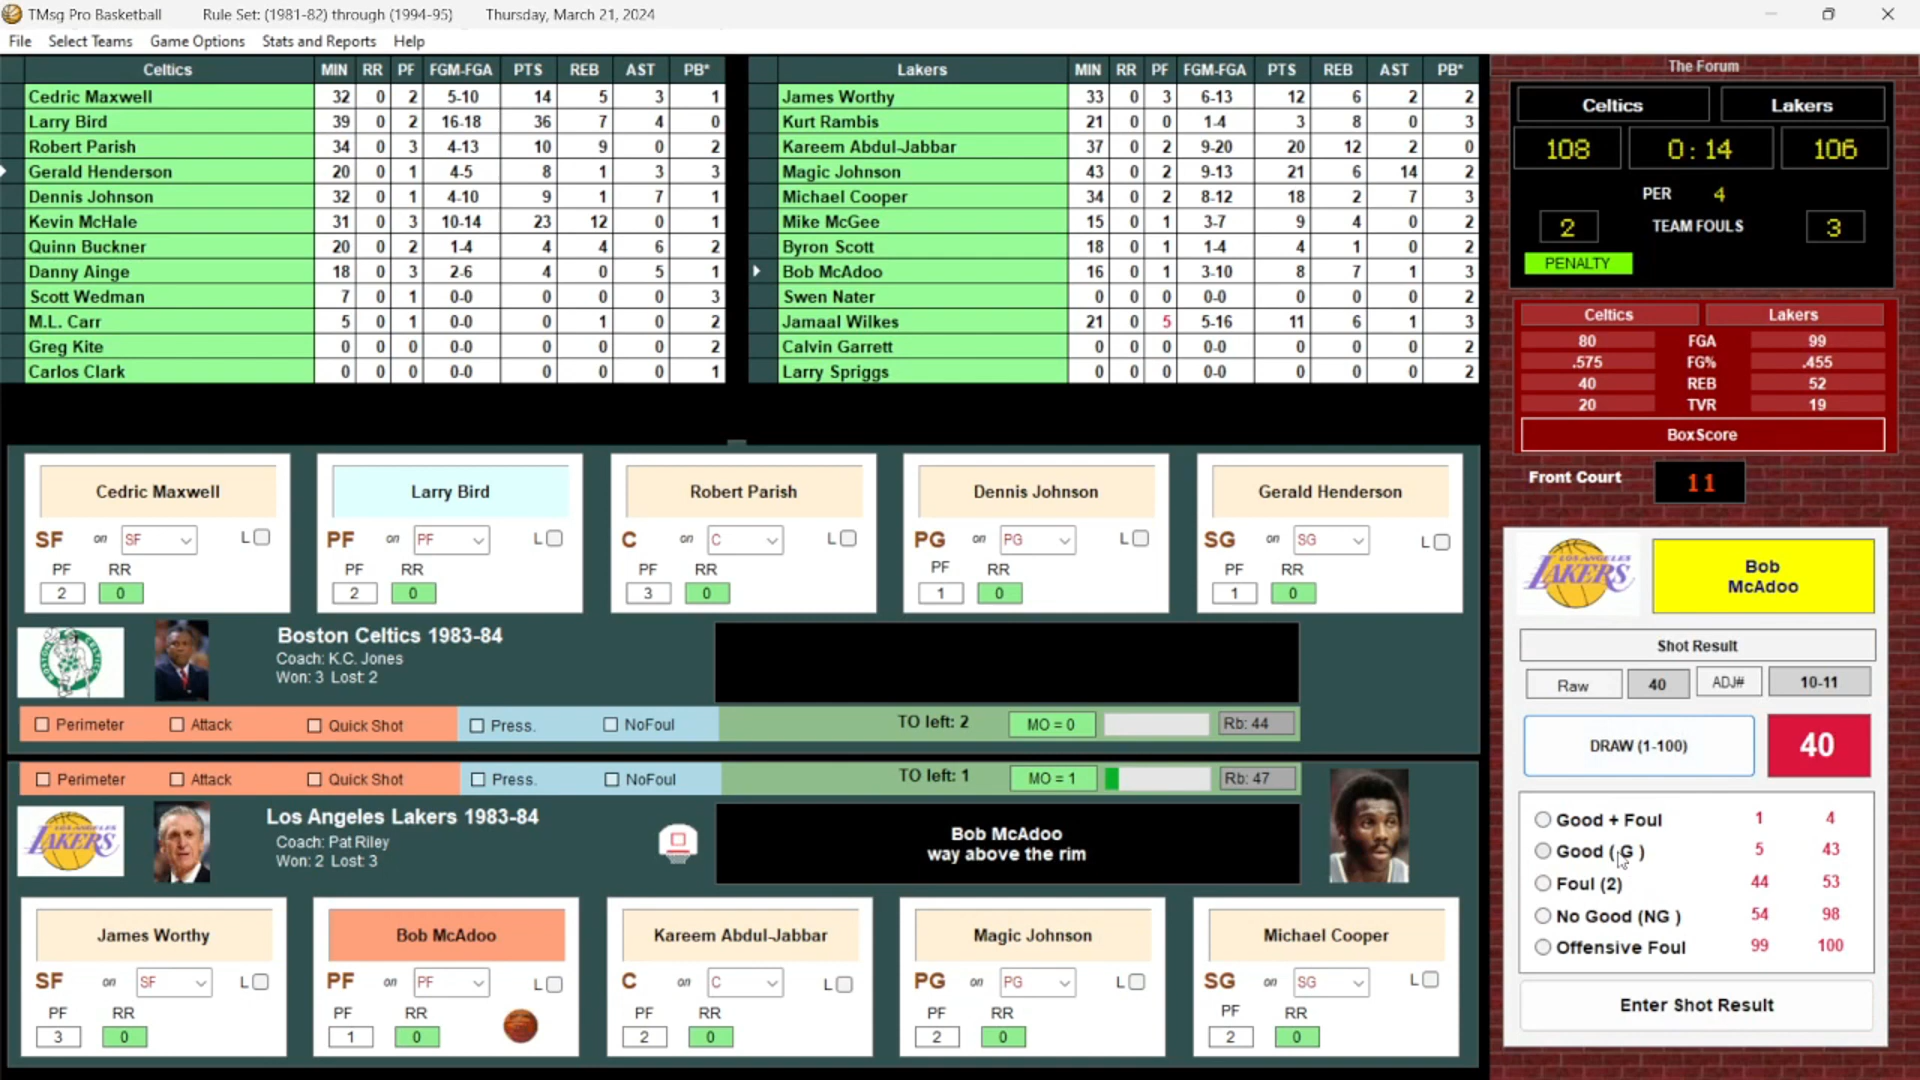 TMsg Pro Basketball Rule Set: (1981-82) through (1994-95) Thursday, March 21, 2024
File Select Teams Game Options Stats and Reports Help
Celtics MIN RR PF FGM-FGA PTS REB AST PB*
Cedric Maxwell 32 0 2 5-10 14 5 3 1
Larry Bird 39 0 2 16-18 36 7 4 0
Robert Parish 34 0 3 4-13 10 9 0 2
Gerald Henderson 20 0 1 4-5 8 1 3 3
Dennis Johnson 32 0 1 4-10 9 1 7 1
Kevin McHale 31 0 3 10-14 23 12 0 1
Quinn Buckner 20 0 2 1-4 4 4 6 2
Danny Ainge 18 0 3 2-6 4 0 5 1
Scott Wedman 7 0 1 0-0 0 0 0 3
M.L. Carr 5 0 1 0-0 0 1 0 2
Greg Kite 0 0 0 0-0 0 0 0 2
Carlos Clark 0 0 0 0-0 0 0 0 1
Lakers MIN RR PF FGM-FGA PTS REB AST PB*
James Worthy 33 0 3 6-13 12 6 2 2
Kurt Rambis 21 0 0 1-4 3 8 0 3
Kareem Abdul-Jabbar 37 0 2 9-20 20 12 2 0
Magic Johnson 43 0 2 9-13 21 6 14 2
Michael Cooper 34 0 2 8-12 18 2 7 3
Mike McGee 15 0 1 3-7 9 4 0 2
Byron Scott 18 0 1 1-4 4 1 0 2
Bob McAdoo 16 0 1 3-10 8 7 1 3
Swen Nater 0 0 0 0-0 0 0 0 2
Jamaal Wilkes 21 0 5 5-16 11 6 1 3
Calvin Garrett 0 0 0 0-0 0 0 0 2
Larry Spriggs 0 0 0 0-0 0 0 0 2
The Forum
Celtics Lakers
108 0:14 106
PER 4
2 TEAM FOULS 3
PENALTY
Celtics Lakers
80 FGA 99
.575 FG% .455
40 REB 52
20 TVR 19
BoxScore
Front Court 11
Cedric Maxwell Larry Bird Robert Parish Dennis Johnson Gerald Henderson
SF on SF L PF on PF L C on C L PG on PG L SG on SG L
PF RR PF RR PF RR PF RR PF RR
2 0 2 0 3 0 1 0 1 0
Boston Celtics 1983-84
Coach: K.C. Jones
Won: 3 Lost: 2
Perimeter Attack Quick Shot Press. NoFoul TO left: 2 MO = 0 Rb: 44
Perimeter Attack Quick Shot Press. NoFoul TO left: 1 MO = 1 Rb: 47
LOS ANGELES
LAKERS
Los Angeles Lakers 1983-84
Coach: Pat Riley
Won: 2 Lost: 3
Bob McAdoo
way above the rim
James Worthy Bob McAdoo Kareem Abdul-Jabbar Magic Johnson Michael Cooper
SF on SF L PF on PF L C on C L PG on PG L SG on SG L
PF RR PF RR PF RR PF RR PF RR
3 0 1 0 2 0 2 0 2 0
LOS ANGELES
LAKERS
Bob
McAdoo
Shot Result
Raw 40 ADJ# 10-11
DRAW (1-100) 40
Good + Foul 1 4
Good ( G ) 5 43
Foul (2) 44 53
No Good (NG ) 54 98
Offensive Foul 99 100
Enter Shot Result